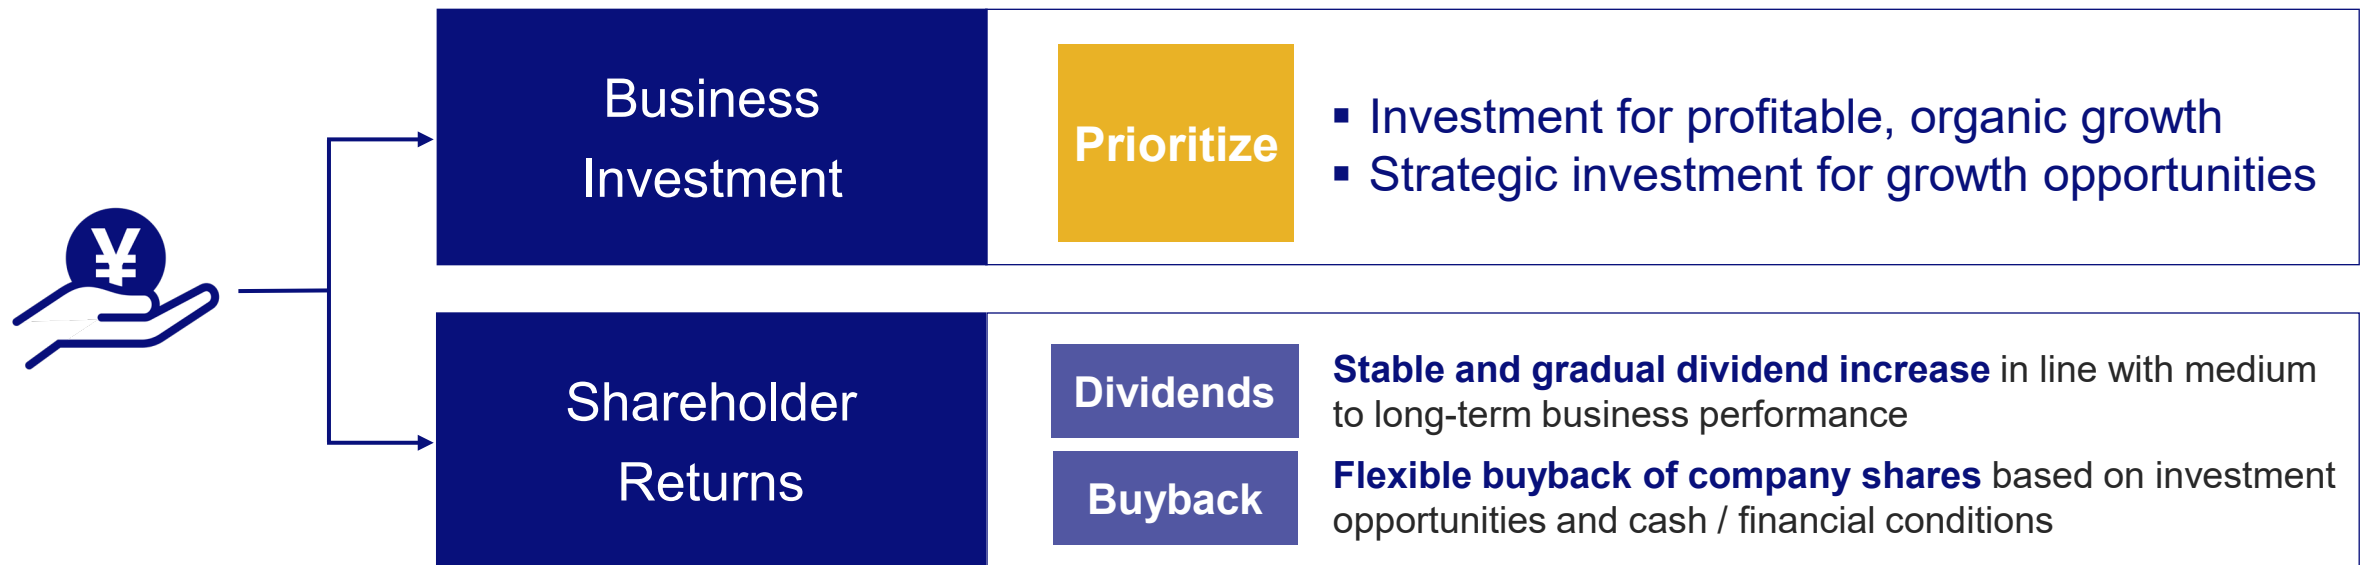 Business
Investment
Prioritize
▪ Investment for profitable, organic growth
▪ Strategic investment for growth opportunities
¥
Shareholder
Returns
Dividends
Stable and gradual dividend increase in line with medium
to long-term business performance
Buyback
Flexible buyback of company shares based on investment
opportunities and cash / financial conditions